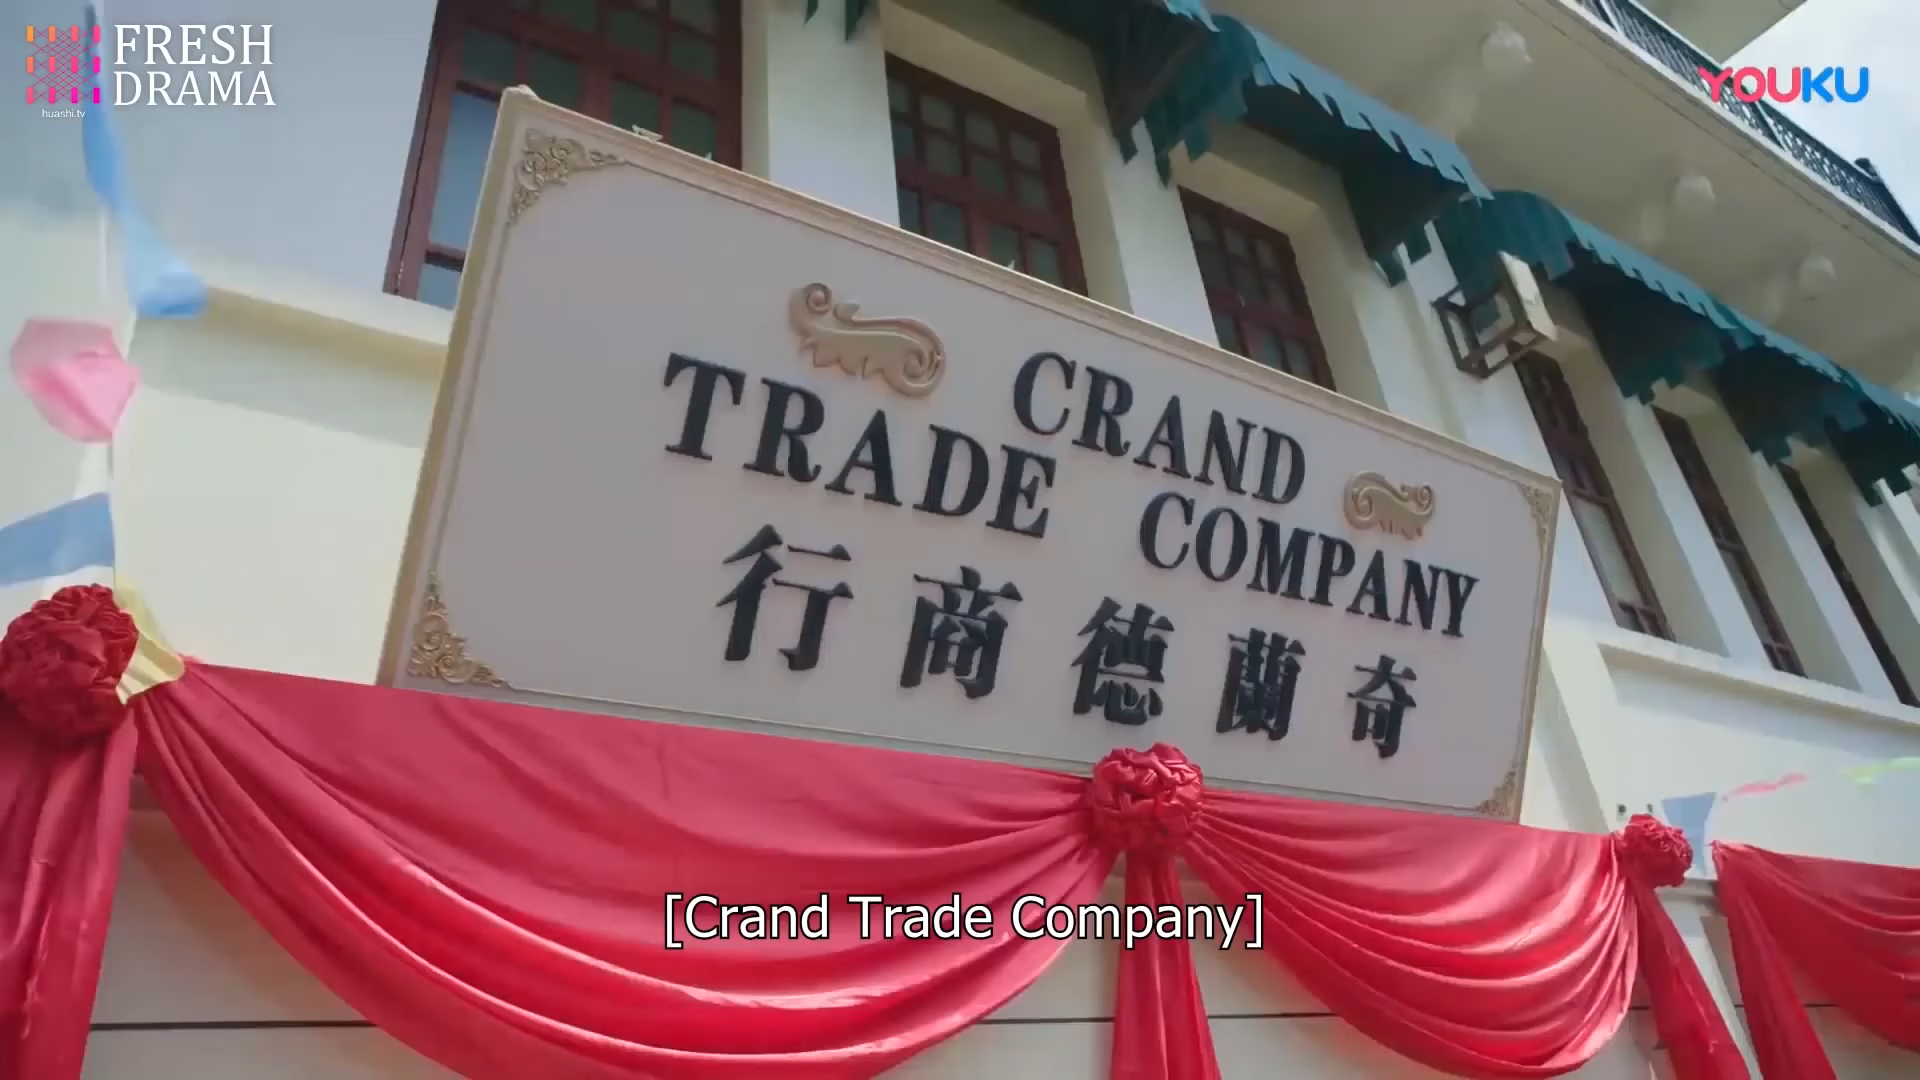 FRESH
DRAMA
huashi.tv
YOUKU
CRAND
TRADE COMPANY
行商德蘭奇
[Crand Trade Company]